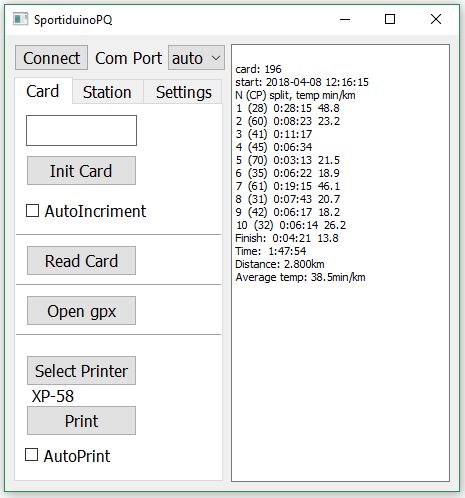 SportiduinoPQ
Connect Com Port auto
Card Station Settings
Init Card
AutoIncriment
Read Card
Open gpx
Select Printer
XP-58
Print
AutoPrint
card: 196
start: 2018-04-08 12:16:15
N (CP) split, temp min/km
1 (28) 0:28:15 48.8
2 (60) 0:08:23 23.2
3 (41) 0:11:17
4 (45) 0:06:34
5 (70) 0:03:13 21.5
6 (35) 0:06:22 18.9
7 (61) 0:19:15 46.1
8 (31) 0:07:43 20.7
9 (42) 0:06:17 18.2
10 (32) 0:06:14 26.2
Finish: 0:04:21 13.8
Time: 1:47:54
Distance: 2.800km
Average temp: 38.5min/km